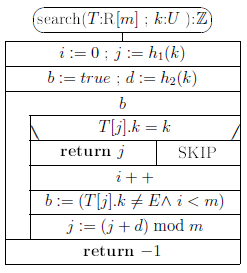 search(T:R[m] ; k:U ):ℤ
i := 0 ; j := h₁(k)
b := true ; d := h₂(k)
b
T[j].k = k
return j SKIP
i + +
b := (T[j].k ≠ E ∧ i < m)
j := (j + d) mod m
return −1